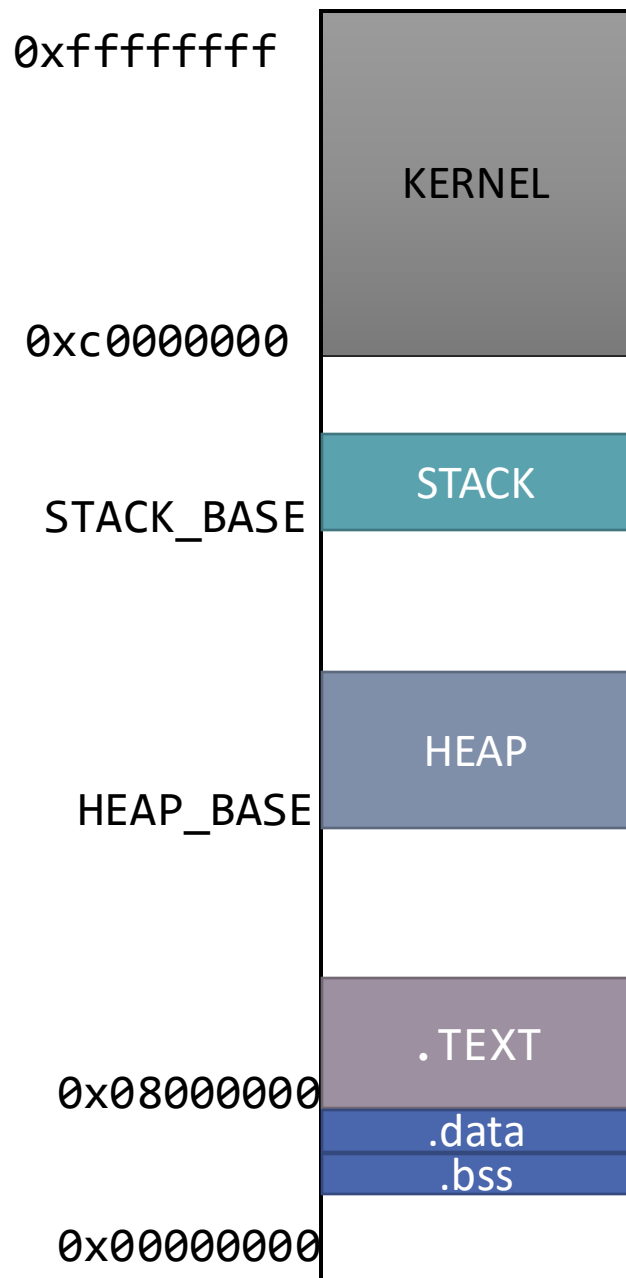 0xffffffff
KERNEL
0xc0000000
STACK
STACK_BASE
HEAP
HEAP_BASE
.TEXT
0x08000000
.data
.bss
0x00000000